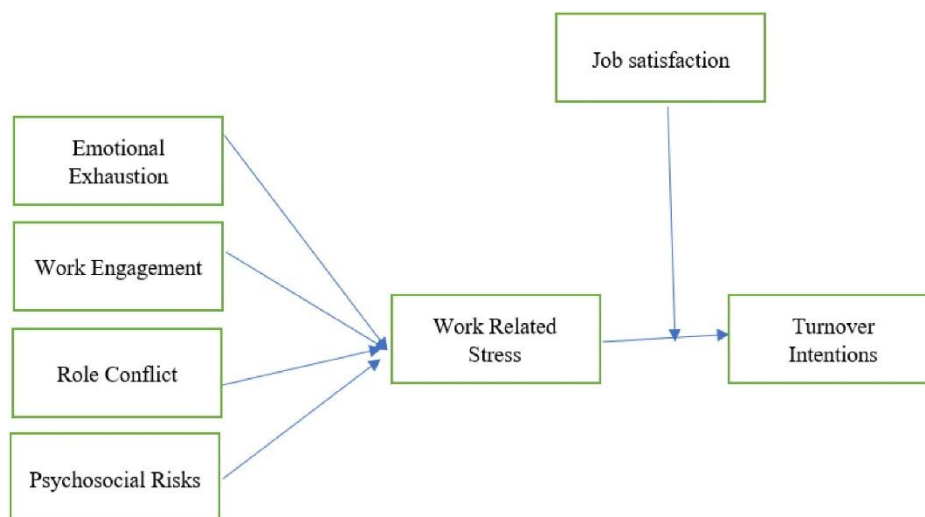 Job satisfaction
Emotional
Exhaustion
Work Engagement
Role Conflict
Psychosocial Risks
Work Related
Stress
Turnover
Intentions